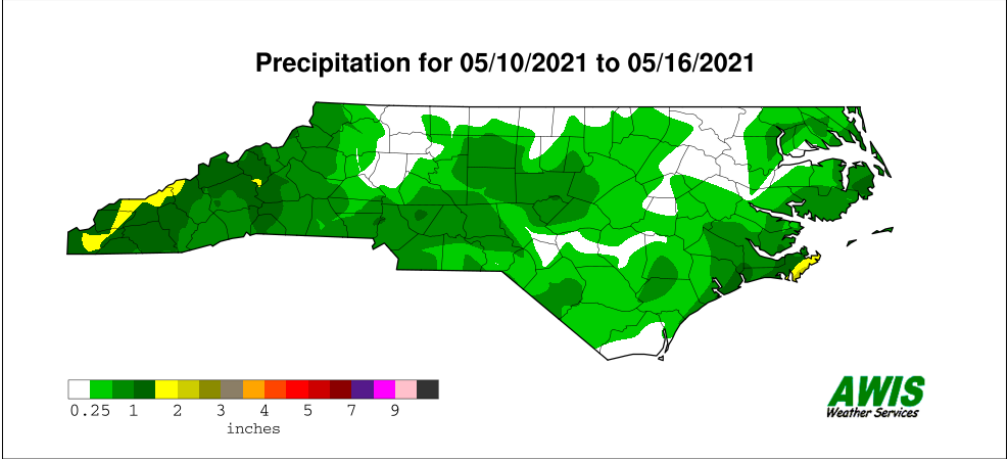 Precipitation for 05/10/2021 to 05/16/2021
0.25 1 2 3 4 5 7 9
inches
AWIS
Weather Services